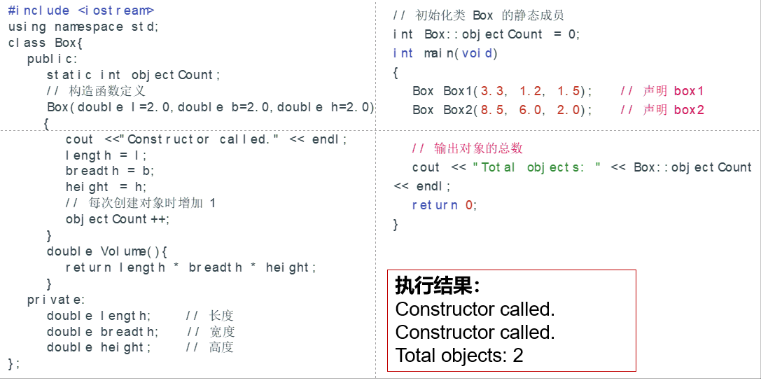 #include <iostream>
using namespace std;
class Box{
public:
static int objectCount;
// 构造函数定义
Box(double l=2.0,double b=2.0,double h=2.0)
{
cout <<"Constructor called." << endl;
length = l;
breadth = b;
height = h;
// 每次创建对象时增加 1
objectCount++;
}
double Volume(){
return length * breadth * height;
}
private:
double length; // 长度
double breadth; // 宽度
double height; // 高度
};
// 初始化类 Box 的静态成员
int Box::objectCount = 0;
int main(void)
{
Box Box1(3.3, 1.2, 1.5); // 声明 box1
Box Box2(8.5, 6.0, 2.0); // 声明 box2
// 输出对象的总数
cout << "Total objects: " << Box::objectCount
<< endl;
return 0;
}
执行结果：
Constructor called.
Constructor called.
Total objects: 2